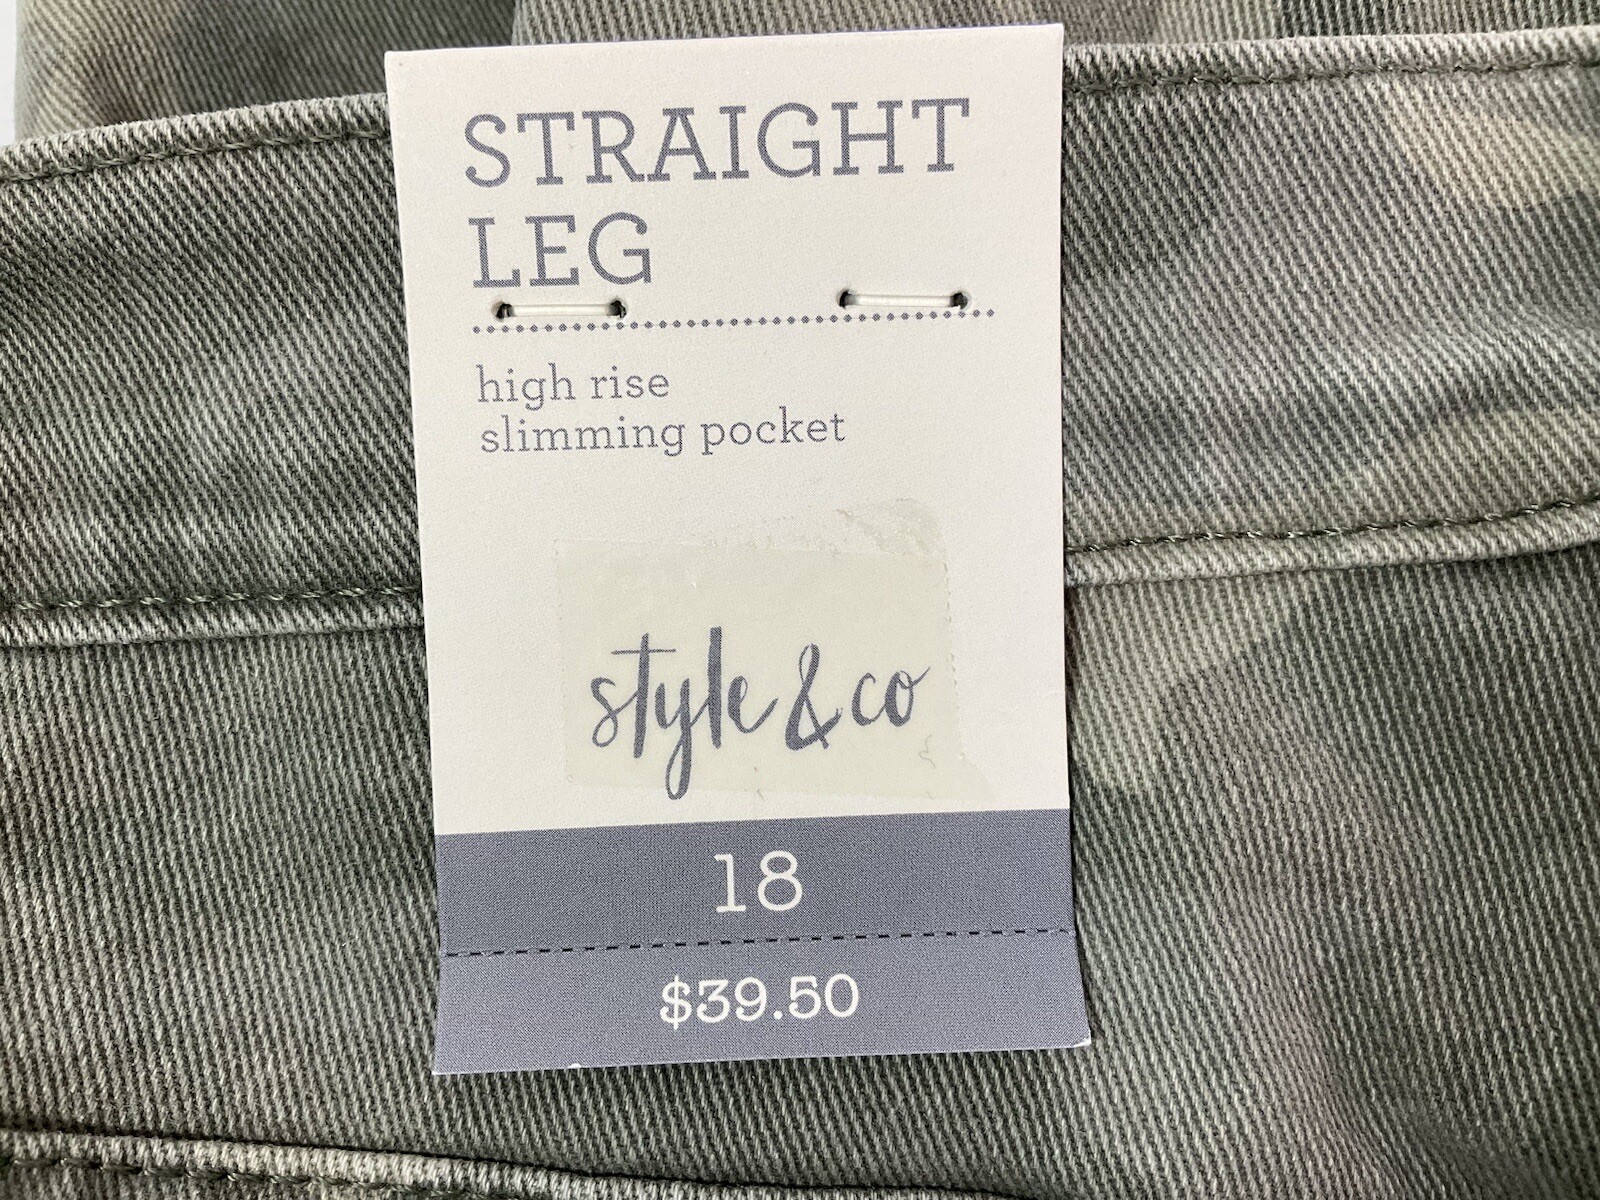 STRAIGHT
LEG
high rise
slimming pocket
style & co
18
$39.50